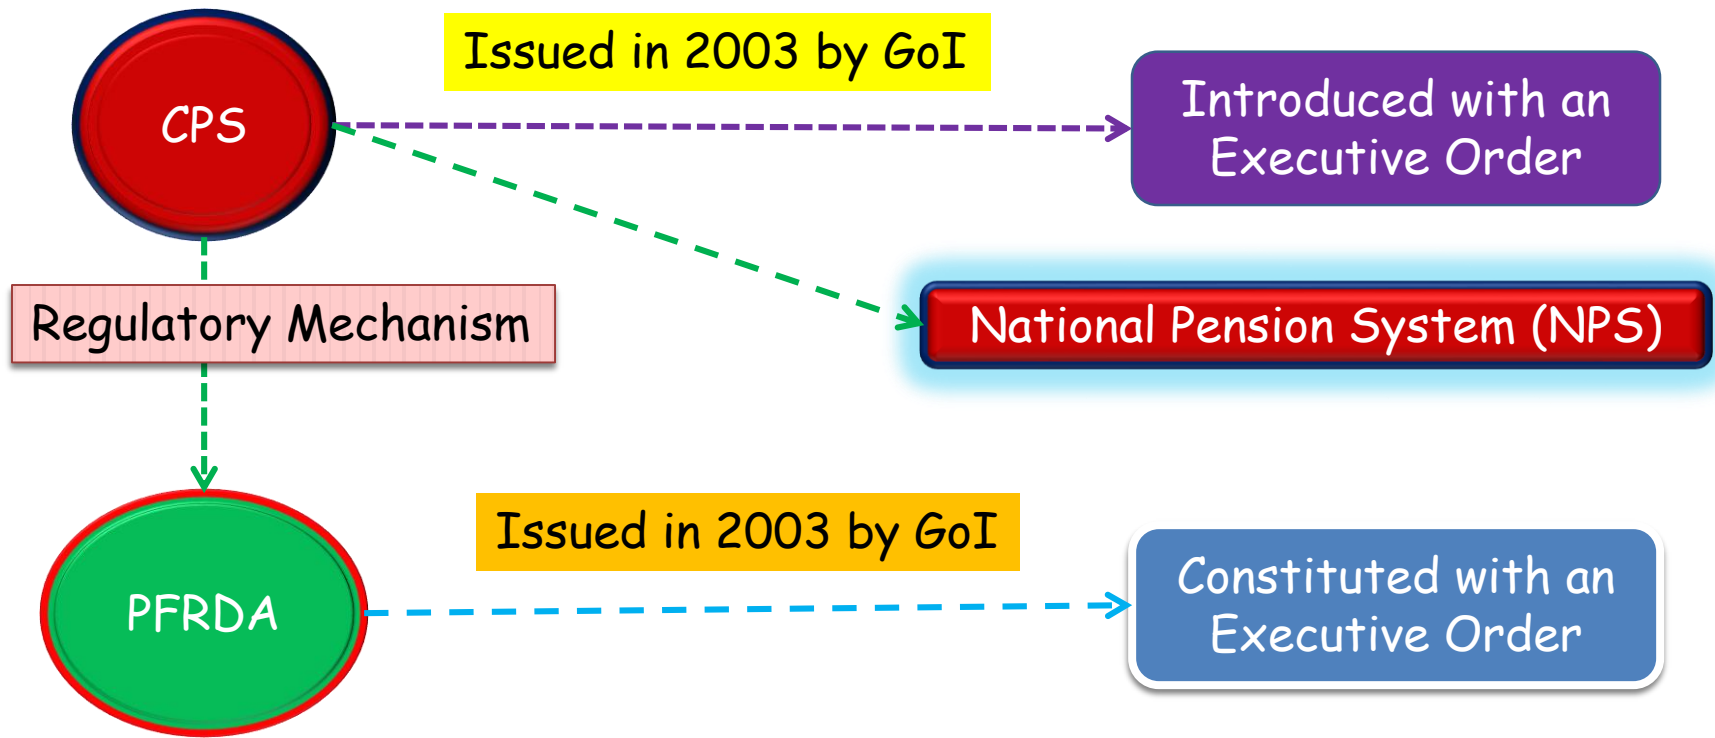 Issued in 2003 by GoI
CPS
Introduced with an
Executive Order
Regulatory Mechanism
National Pension System (NPS)
Issued in 2003 by GoI
PFRDA
Constituted with an
Executive Order